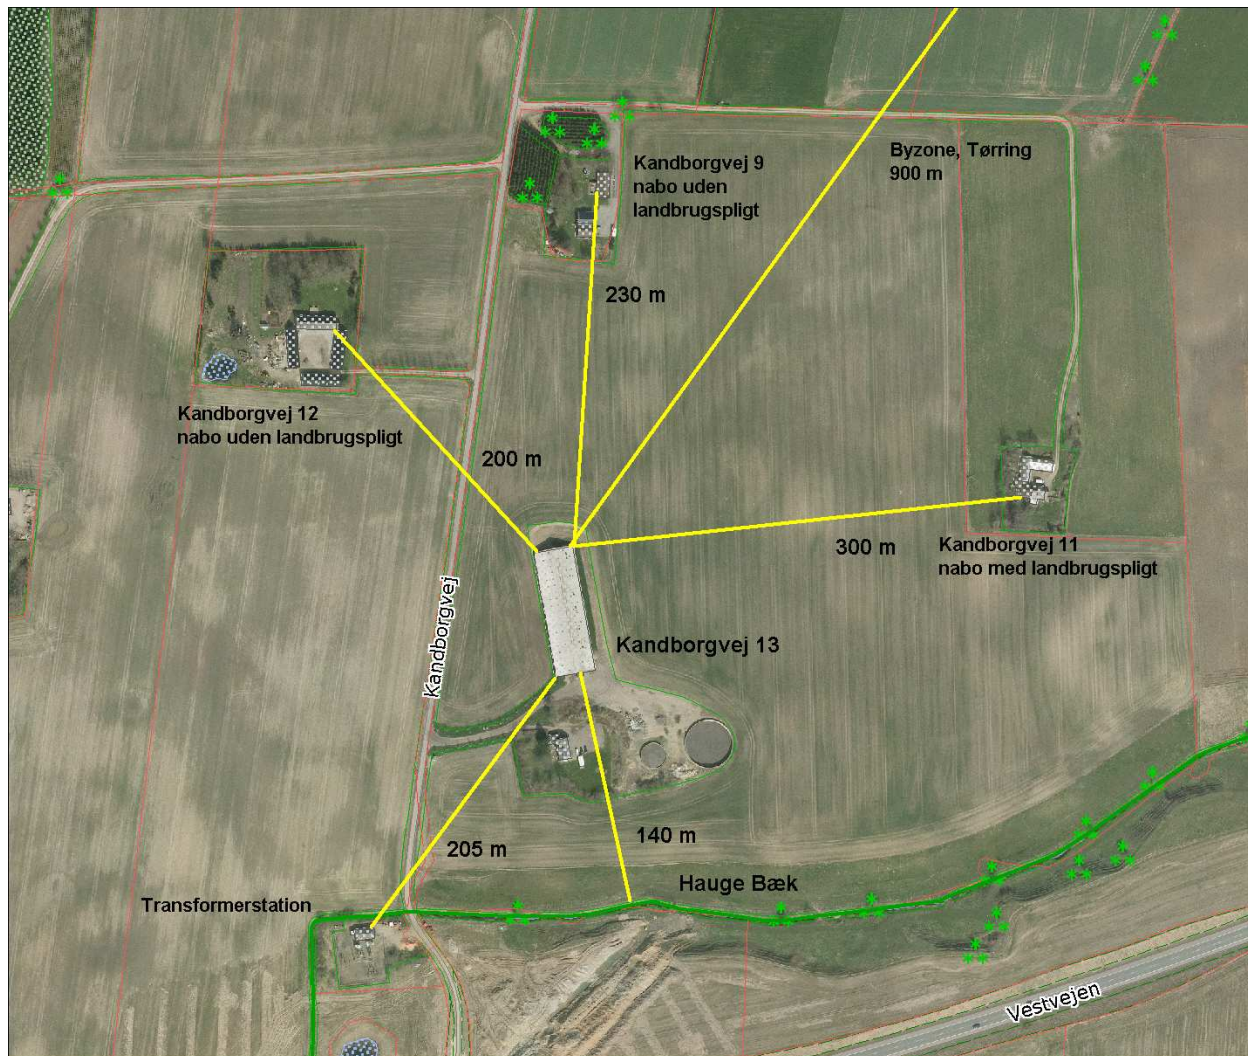 Byzone, Tørring
900 m
Kandborgvej 9
nabo uden
landbrugspligt
230 m
Kandborgvej 12
nabo uden landbrugspligt
200 m
300 m
Kandborgvej 11
nabo med landbrugspligt
Kandborgvej
Kandborgvej 13
205 m
140 m
Hauge Bæk
Transformerstation
Vestvejen